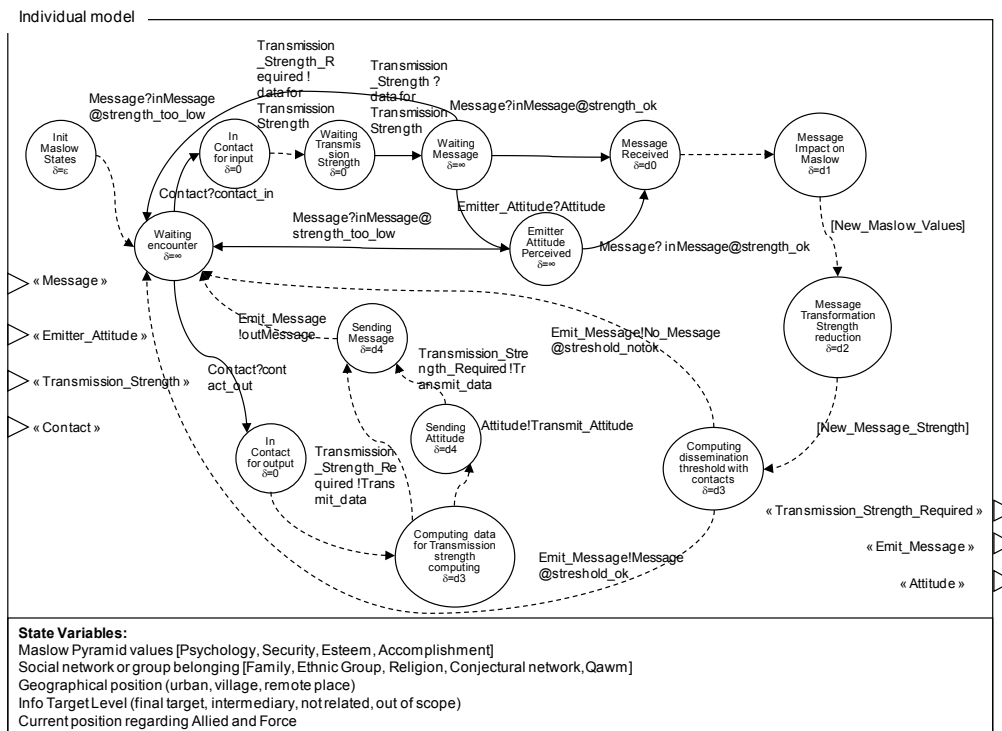 Individual model
Transmission
_Strength_R
equired !
data for
Transmission
Strength
Transmission
_Strength ?
data for
Transmission
Strength
Message?inMessage
@strength_too_low
Message?inMessage@strength_ok
Init
Maslow
States
δ=ε
In
Contact
for input
δ=0
Waiting
Transmis
sion
Strength
δ=0
Waiting
Message
δ=∞
Message
Received
δ=d0
Message
Impact on
Maslow
δ=d1
Contact?contact_in
Message?inMessage@
strength_too_low
Emitter_Attitude?Attitude
Waiting
encounter
δ=∞
Emitter
Attitude
Perceived
δ=∞
Message? inMessage@strength_ok
[New_Maslow_Values]
« Message »
« Emitter_Attitude »
« Transmission_Strength »
« Contact »
Emit_Message
!outMessage
Sending
Message
δ=d4
Emit_Message!No_Message
@streshold_notok
Message
Transformation
Strength
reduction
δ=d2
Contact?cont
act_out
Transmission_Stre
ngth_Required !Tr
ansmit_data
In
Contact
for output
δ=0
Transmission
_Strength_Re
quired !Trans
mit_data
Sending
Attitude
δ=d4
Attitude!Transmit_Attitude
[New_Message_Strength]
Computing
dissemination
threshold with
contacts
δ=d3
Computing data
for Transmission
strength
computing
δ=d3
Emit_Message!Message
@streshold_ok
« Transmission_Strength_Required »
« Emit_Message »
« Attitude »
State Variables:
Maslow Pyramid values [Psychology, Security, Esteem, Accomplishment]
Social network or group belonging [Family, Ethnic Group, Religion, Conjectural network, Qawm]
Geographical position (urban, village, remote place)
Info Target Level (final target, intermediary, not related, out of scope)
Current position regarding Allied and Force